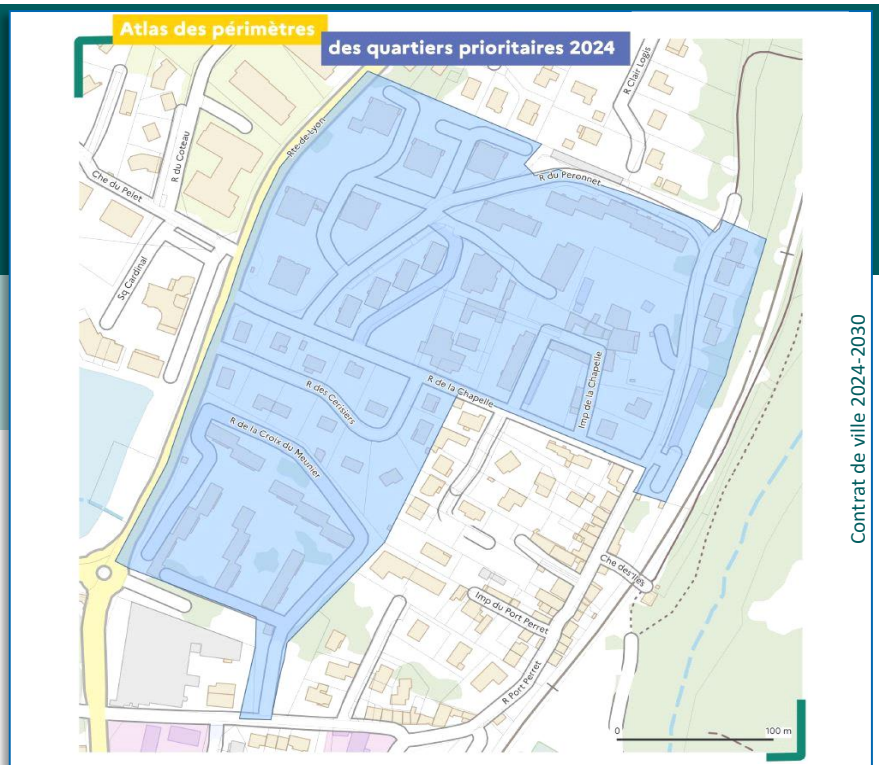 Atlas des périmètres
des quartiers prioritaires 2024
R Clair Logis
Rte de Lyon
R du Coteau
Che du Pelet
R du Peronnet
Sq Cardinal
R de la Chapelle
Imp de la Chapelle
R des Cerisiers
R de la Croix du Meunier
Che des Iles
Imp du Port Perret
R Port Perret
0
100 m
Contrat de ville 2024-2030